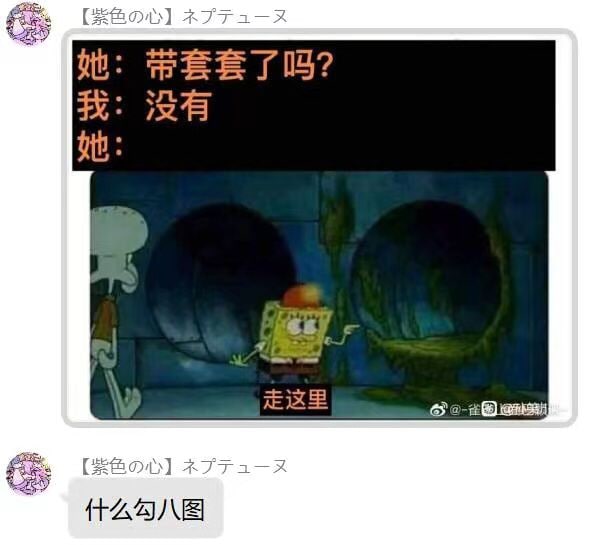 【紫色の心】ネプテューヌ
她：带套套了吗?
我：没有
她：
走这里
@-雀
【紫色の心】ネプテューヌ
什么勾八图